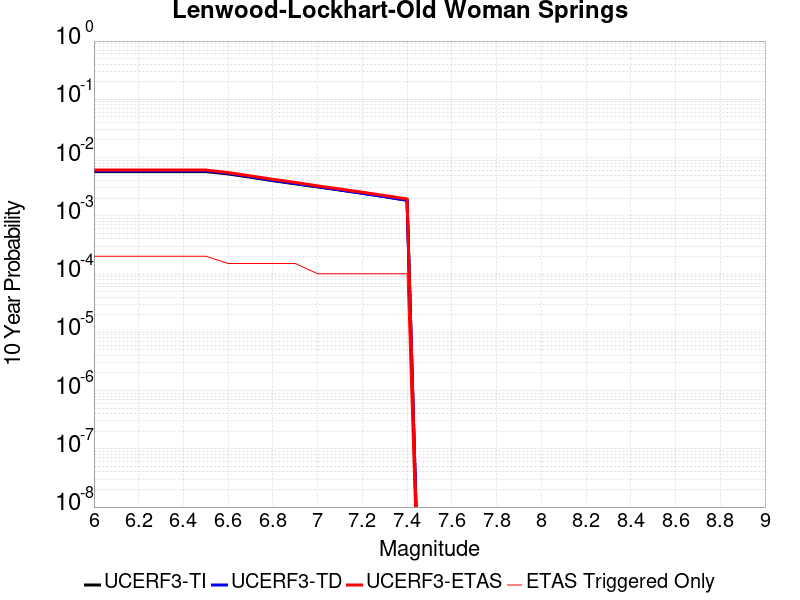 Lenwood-Lockhart-Old Woman Springs
10 Year Probability
10^0
10^-1
10^-2
10^-3
10^-4
10^-5
10^-6
10^-7
10^-8
6 6.2 6.4 6.6 6.8 7 7.2 7.4 7.6 7.8 8 8.2 8.4 8.6 8.8 9
Magnitude
UCERF3-TI UCERF3-TD UCERF3-ETAS ETAS Triggered Only